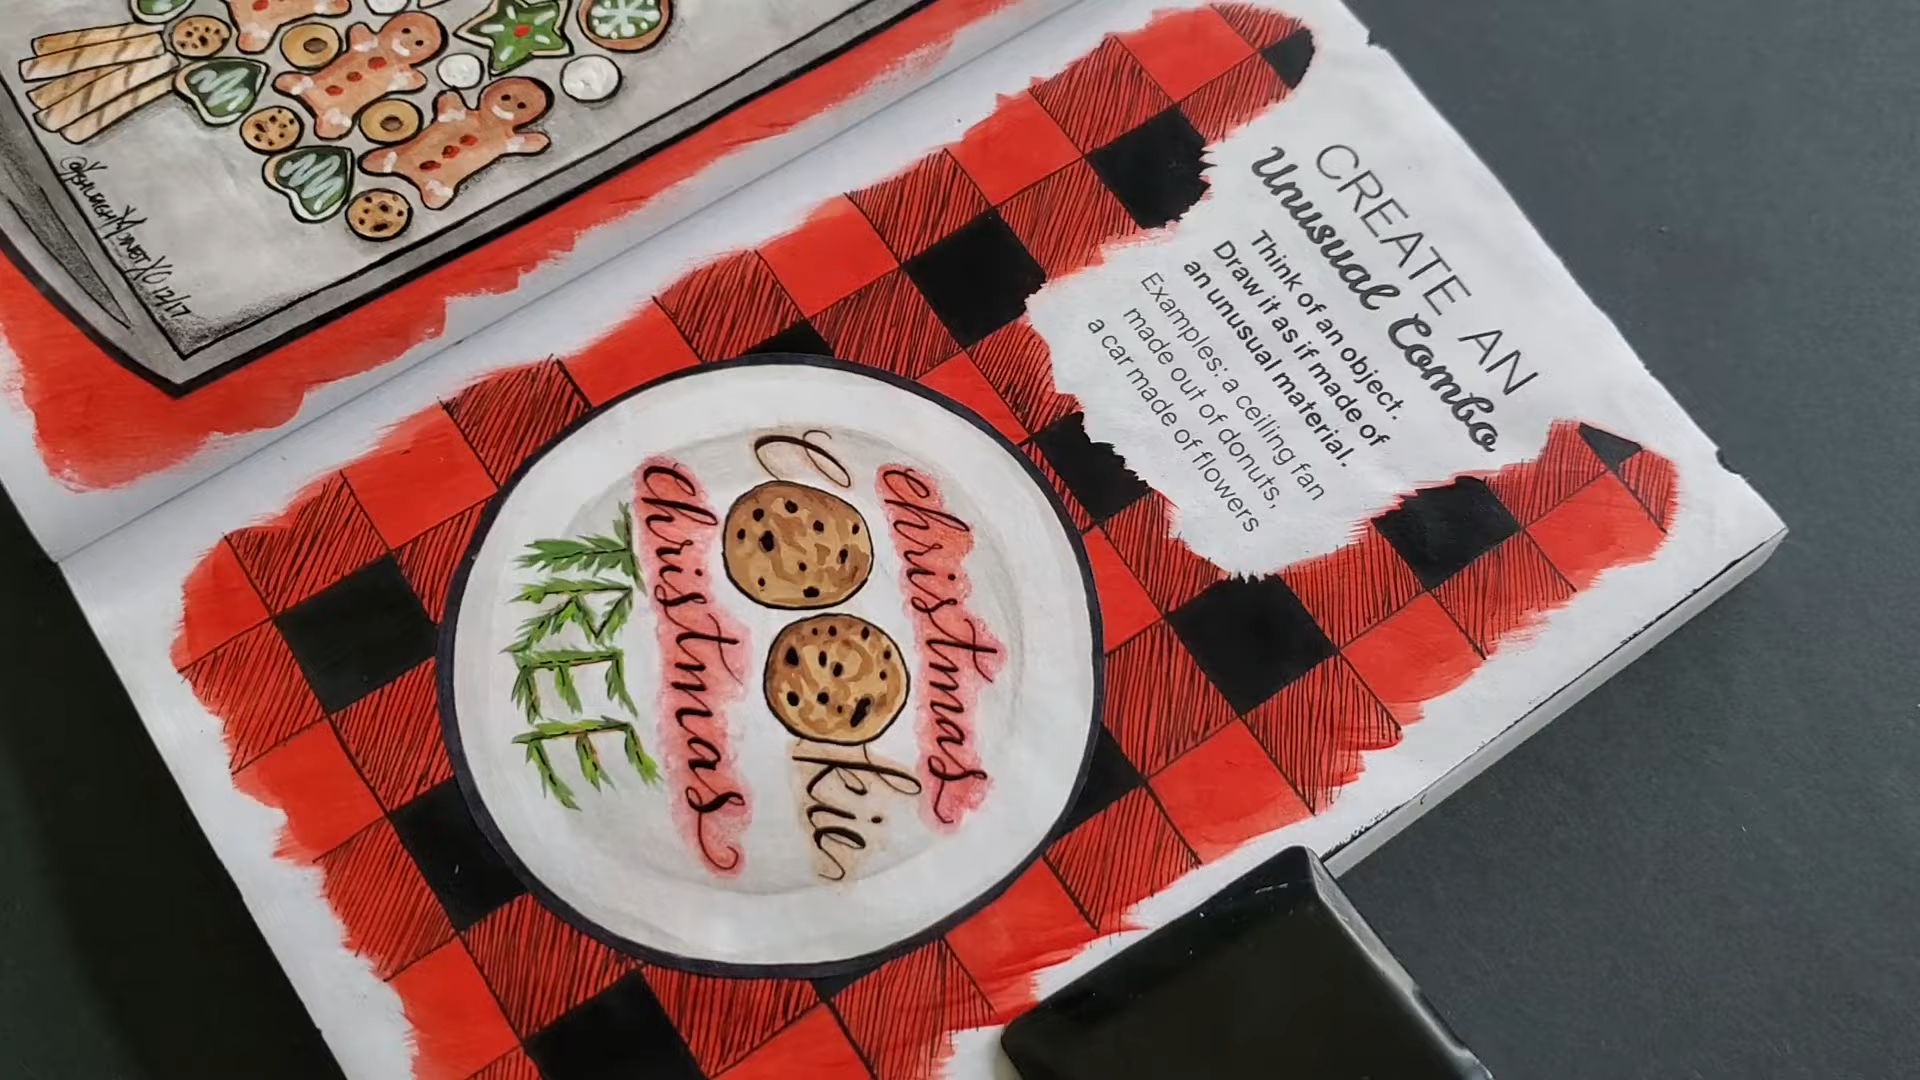 CREATE AN
Unusual Combo
Think of an object.
Draw it as if made of
an unusual material.
Examples: a ceiling fan
made out of donuts,
a car made of flowers
christmas
Cookie
christmas
TREE